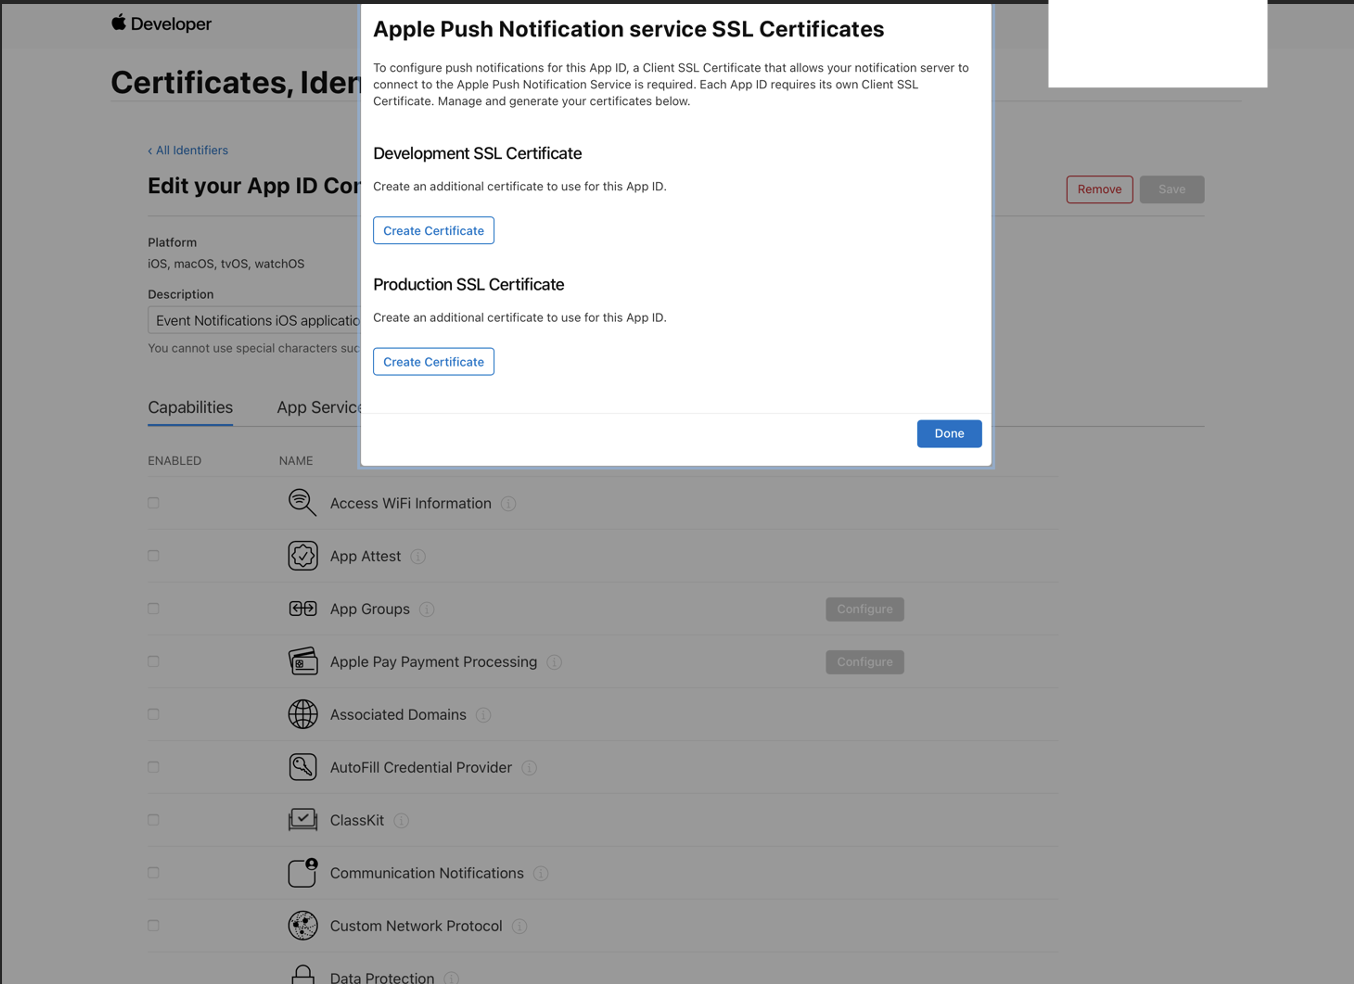 Developer
Apple Push Notification service SSL Certificates
To configure push notifications for this App ID, a Client SSL Certificate that allows your notification server to
connect to the Apple Push Notification Service is required. Each App ID requires its own Client SSL
Certificate. Manage and generate your certificates below.
Development SSL Certificate
Create an additional certificate to use for this App ID.
Create Certificate
Production SSL Certificate
Create an additional certificate to use for this App ID.
Create Certificate
Done
Certificates,
‹ All Identifiers
Edit your App ID
Remove
Save
Platform
iOS, macOS, tvOS, watchOS
Description
Event Notifications iOS
You cannot use special characters
Capabilities
App
ENABLED
NAME
Access WiFi Information
App Attest
App Groups
Configure
Apple Pay Payment Processing
Configure
Associated Domains
AutoFill Credential Provider
ClassKit
Communication Notifications
Custom Network Protocol
Data Protection